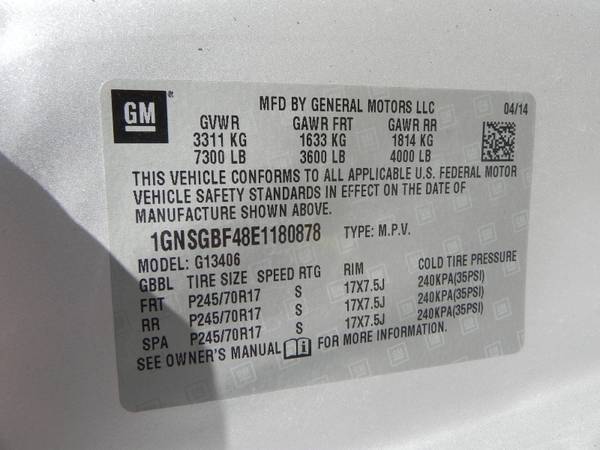 GM
MFD BY GENERAL MOTORS LLC 04/14
GVWR GAWR FRT GAWR RR
3311 KG 1633 KG 1814 KG
7300 LB 3600 LB 4000 LB
THIS VEHICLE CONFORMS TO ALL APPLICABLE U.S. FEDERAL MOTOR
VEHICLE SAFETY STANDARDS IN EFFECT ON THE DATE OF
MANUFACTURE SHOWN ABOVE.
1GNSGBF48E1180878 TYPE: M.P.V.
MODEL: G13406
GBBL TIRE SIZE SPEED RTG RIM COLD TIRE PRESSURE
FRT P245/70R17 S 17X7.5J 240KPA(35PSI)
RR P245/70R17 S 17X7.5J 240KPA(35PSI)
SPA P245/70R17 S 17X7.5J 240KPA(35PSI)
SEE OWNER'S MANUAL FOR MORE INFORMATION.